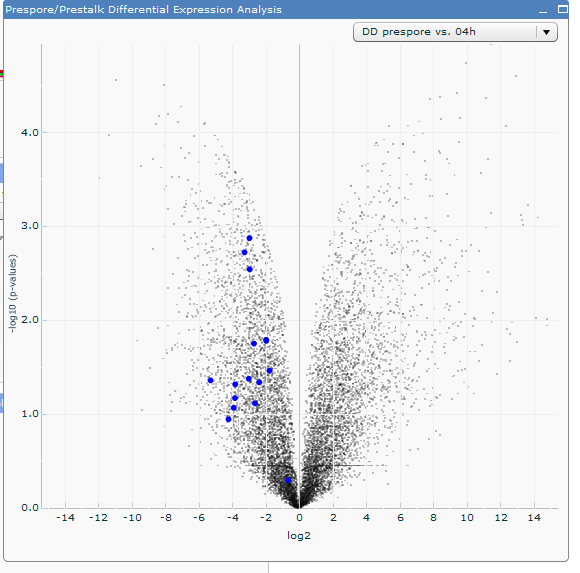 Prespore/Prestalk Differential Expression Analysis
DD prespore vs. 04h
4.0
3.0
2.0
1.0
0.0
-log10 (p-values)
-14 -12 -10 -8 -6 -4 -2 0 2 4 6 8 10 12 14
log2